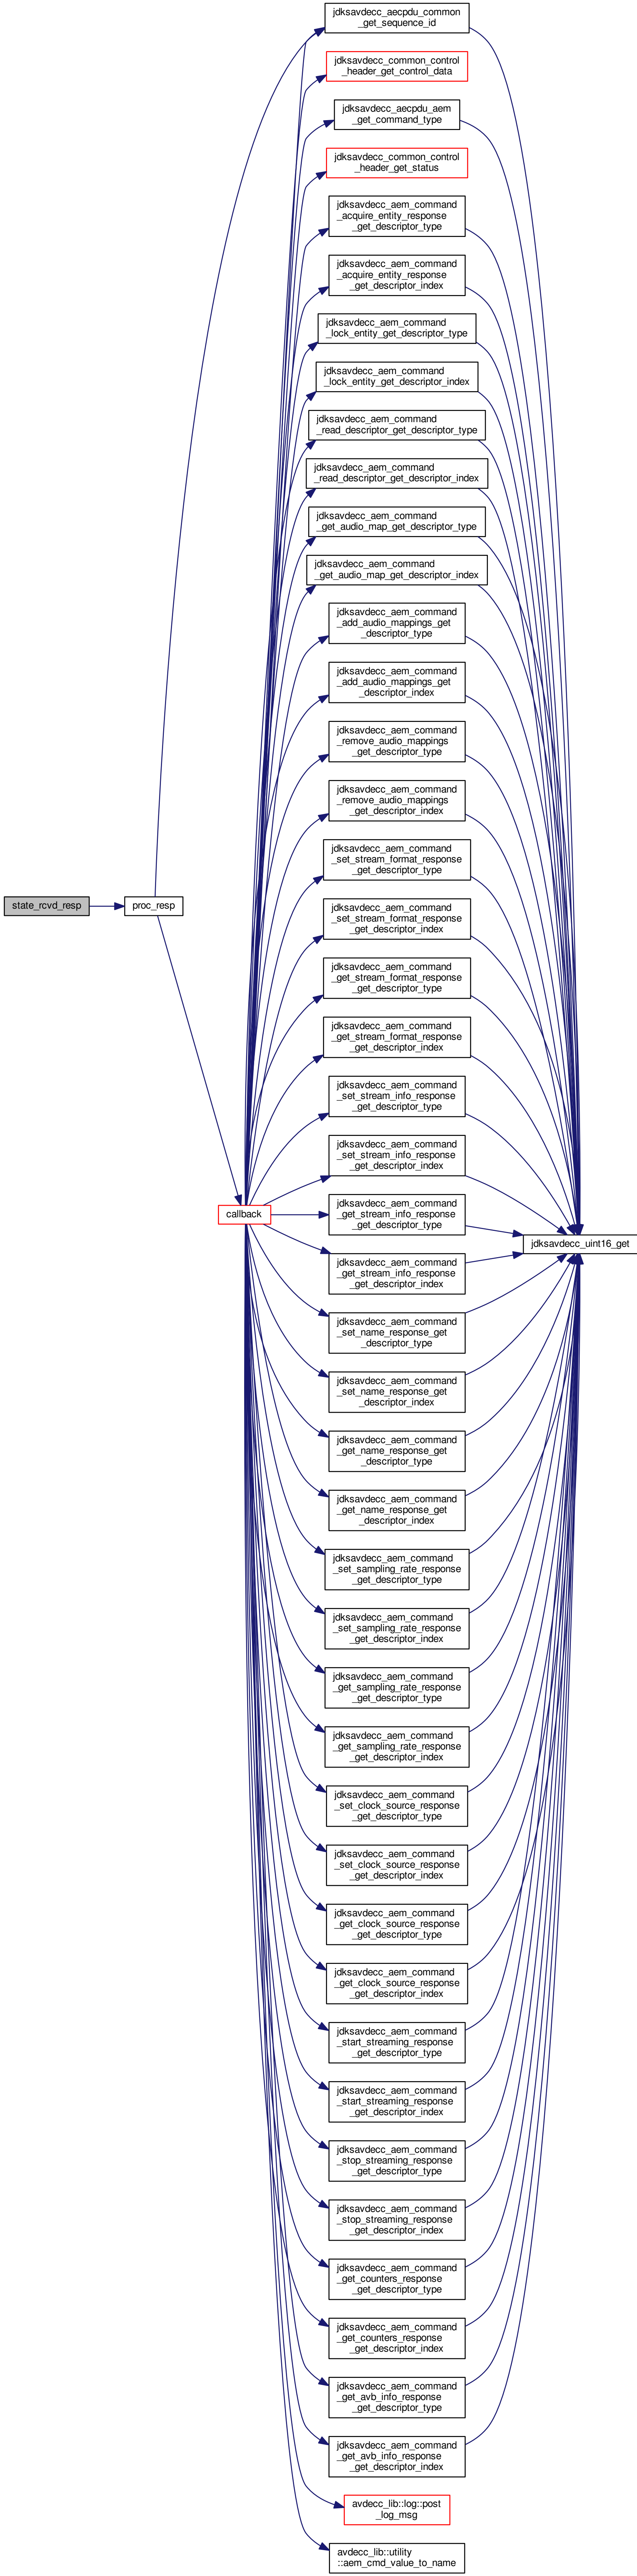 jdksavdecc_aecpdu_common
_get_sequence_id
jdksavdecc_common_control
_header_get_control_data
jdksavdecc_aecpdu_aem
_get_command_type
jdksavdecc_common_control
_header_get_status
jdksavdecc_aem_command
_acquire_entity_response
_get_descriptor_type
jdksavdecc_aem_command
_acquire_entity_response
_get_descriptor_index
jdksavdecc_aem_command
_lock_entity_get_descriptor_type
jdksavdecc_aem_command
_lock_entity_get_descriptor_index
jdksavdecc_aem_command
_read_descriptor_get_descriptor_type
jdksavdecc_aem_command
_read_descriptor_get_descriptor_index
jdksavdecc_aem_command
_get_audio_map_get_descriptor_type
jdksavdecc_aem_command
_get_audio_map_get_descriptor_index
jdksavdecc_aem_command
_add_audio_mappings_get
_descriptor_type
jdksavdecc_aem_command
_add_audio_mappings_get
_descriptor_index
jdksavdecc_aem_command
_remove_audio_mappings
_get_descriptor_type
jdksavdecc_aem_command
_remove_audio_mappings
_get_descriptor_index
jdksavdecc_aem_command
_set_stream_format_response
_get_descriptor_type
state_rcvd_resp
proc_resp
jdksavdecc_aem_command
_set_stream_format_response
_get_descriptor_index
jdksavdecc_aem_command
_get_stream_format_response
_get_descriptor_type
jdksavdecc_aem_command
_get_stream_format_response
_get_descriptor_index
jdksavdecc_aem_command
_set_stream_info_response
_get_descriptor_type
jdksavdecc_aem_command
_set_stream_info_response
_get_descriptor_index
callback
jdksavdecc_aem_command
_get_stream_info_response
_get_descriptor_type
jdksavdecc_uint16_get
jdksavdecc_aem_command
_get_stream_info_response
_get_descriptor_index
jdksavdecc_aem_command
_set_name_response_get
_descriptor_type
jdksavdecc_aem_command
_set_name_response_get
_descriptor_index
jdksavdecc_aem_command
_get_name_response_get
_descriptor_type
jdksavdecc_aem_command
_get_name_response_get
_descriptor_index
jdksavdecc_aem_command
_set_sampling_rate_response
_get_descriptor_type
jdksavdecc_aem_command
_set_sampling_rate_response
_get_descriptor_index
jdksavdecc_aem_command
_get_sampling_rate_response
_get_descriptor_type
jdksavdecc_aem_command
_get_sampling_rate_response
_get_descriptor_index
jdksavdecc_aem_command
_set_clock_source_response
_get_descriptor_type
jdksavdecc_aem_command
_set_clock_source_response
_get_descriptor_index
jdksavdecc_aem_command
_get_clock_source_response
_get_descriptor_type
jdksavdecc_aem_command
_get_clock_source_response
_get_descriptor_index
jdksavdecc_aem_command
_start_streaming_response
_get_descriptor_type
jdksavdecc_aem_command
_start_streaming_response
_get_descriptor_index
jdksavdecc_aem_command
_stop_streaming_response
_get_descriptor_type
jdksavdecc_aem_command
_stop_streaming_response
_get_descriptor_index
jdksavdecc_aem_command
_get_counters_response
_get_descriptor_type
jdksavdecc_aem_command
_get_counters_response
_get_descriptor_index
jdksavdecc_aem_command
_get_avb_info_response
_get_descriptor_type
jdksavdecc_aem_command
_get_avb_info_response
_get_descriptor_index
avdecc_lib::log::post
_log_msg
avdecc_lib::utility
::aem_cmd_value_to_name